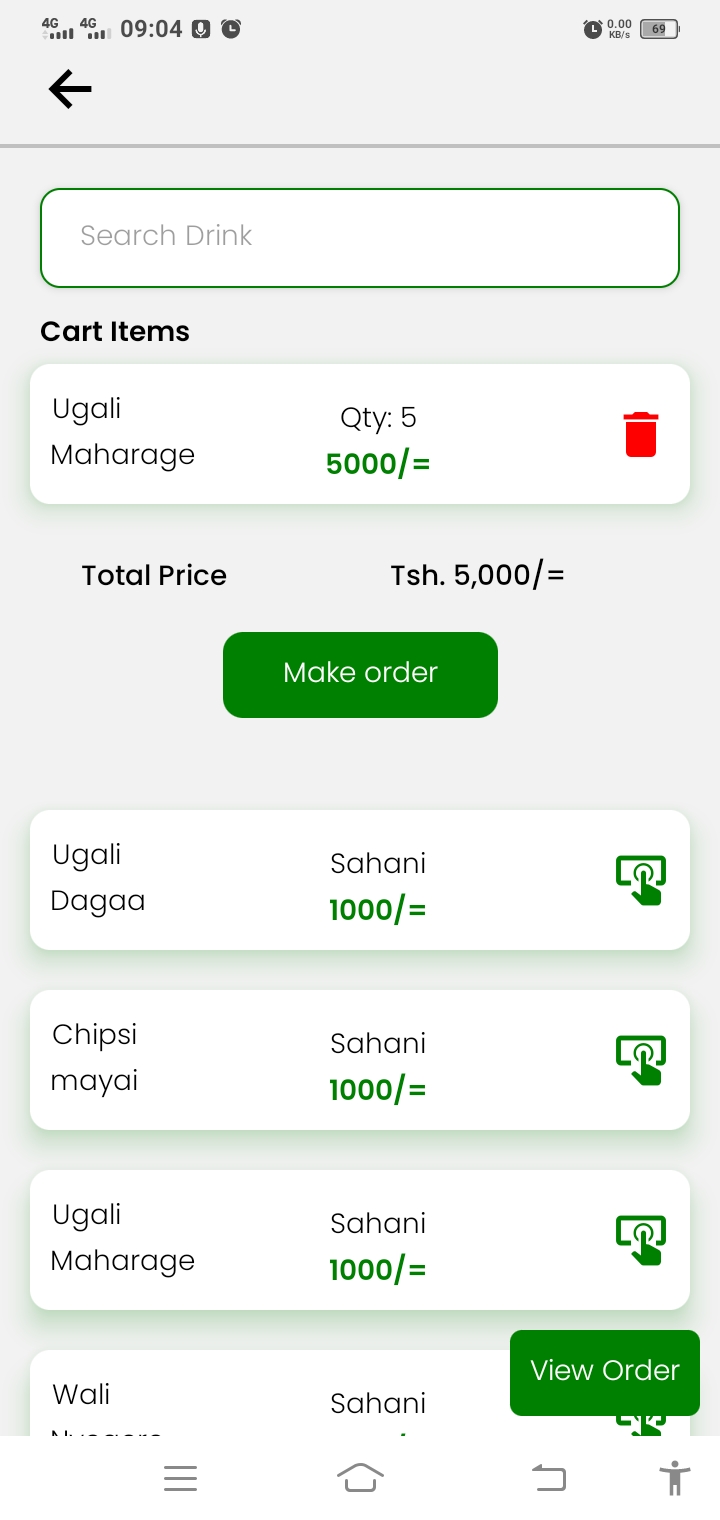 4G 4G 09:04 0.00 KB/s 69
Search Drink
Cart Items
Ugali Maharage
Qty: 5
5000/=
Total Price Tsh. 5,000/=
Make order
Ugali
Dagaa
Sahani
1000/=
Chipsi
mayai
Sahani
1000/=
Ugali
Maharage
Sahani
1000/=
Wali
Sahani
View Order